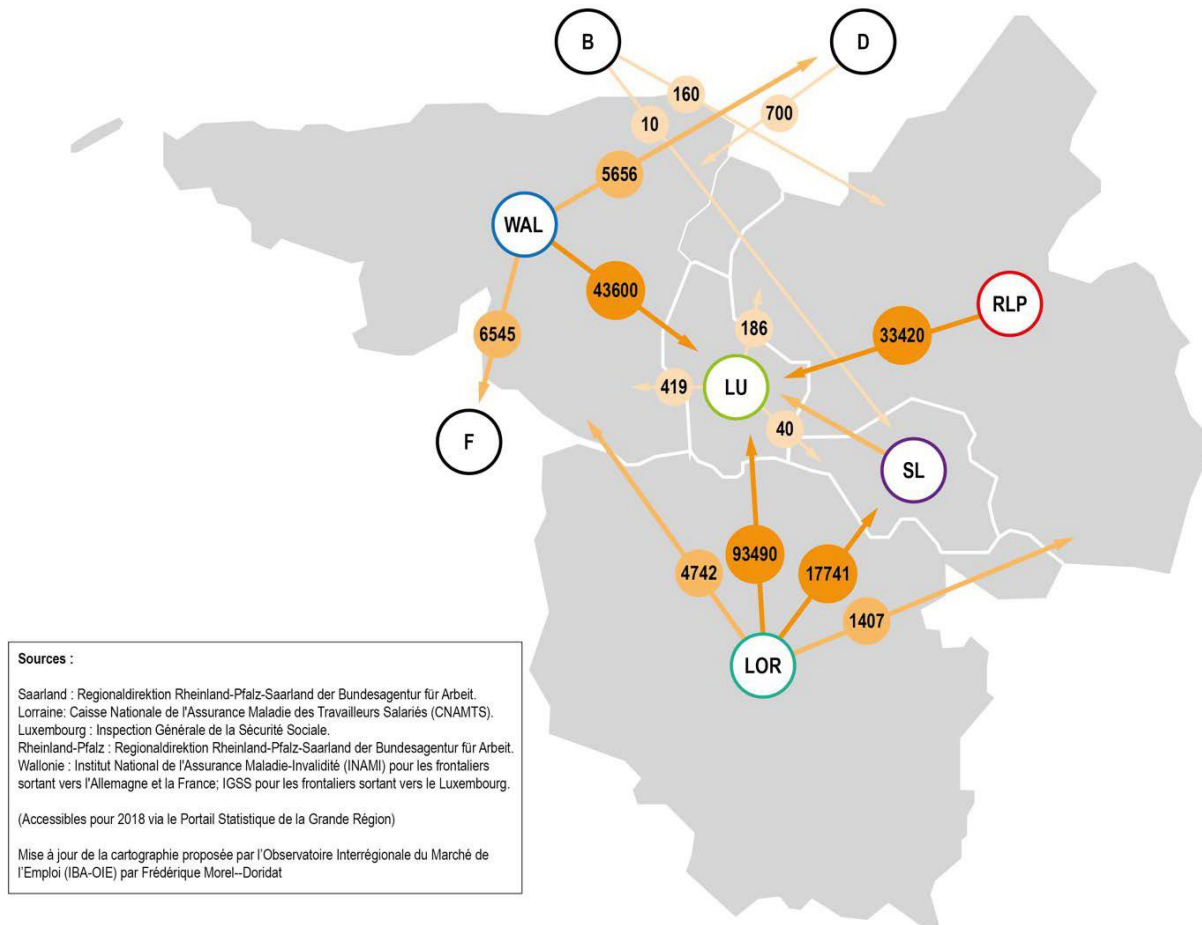 B
D
160
700
10
5656
WAL
43600
RLP
6545
186
33420
419
LU
40
F
SL
93490
4742
17741
1407
LOR
Sources :
Saarland : Regionaldirektion Rheinland-Pfalz-Saarland der Bundesagentur für Arbeit.
Lorraine: Caisse Nationale de l'Assurance Maladie des Travailleurs Salariés (CNAMTS).
Luxembourg : Inspection Générale de la Sécurité Sociale.
Rheinland-Pfalz : Regionaldirektion Rheinland-Pfalz-Saarland der Bundesagentur für Arbeit.
Wallonie : Institut National de l'Assurance Maladie-Invalidité (INAMI) pour les frontaliers
sortant vers l'Allemagne et la France; IGSS pour les frontaliers sortant vers le Luxembourg.
(Accessibles pour 2018 via le Portail Statistique de la Grande Région)
Mise à jour de la cartographie proposée par l’Observatoire Interrégionale du Marché de
l’Emploi (IBA-OIE) par Frédérique Morel--Doridat